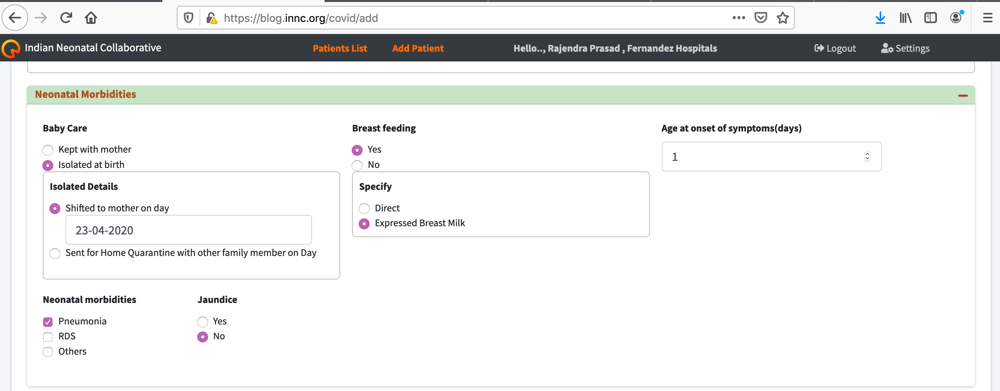 https://blog.innc.org/covid/add
Indian Neonatal Collaborative
Patients List
Add Patient
Hello.., Rajendra Prasad , Fernandez Hospitals
Logout
Settings
Neonatal Morbidities
Baby Care
Kept with mother
Isolated at birth
Isolated Details
Shifted to mother on day
23-04-2020
Sent for Home Quarantine with other family member on Day
Breast feeding
Yes
No
Specify
Direct
Expressed Breast Milk
Age at onset of symptoms(days)
1
Neonatal morbidities
Pneumonia
RDS
Others
Jaundice
Yes
No